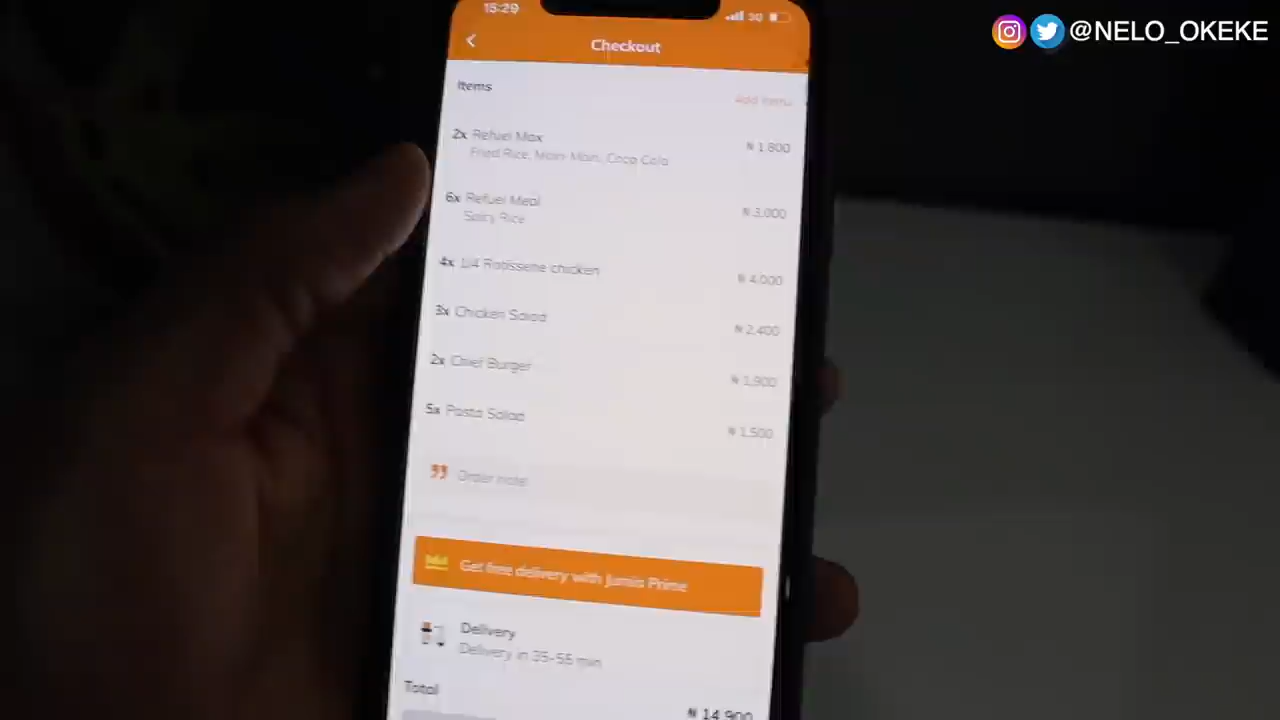 15:29
3G
@NELO_OKEKE
Checkout
Items
Add Items
2x Refuel Max
₦ 1,800
Fried Rice, Moin-Moin, Coca Cola
6x Refuel Meal
₦ 3,000
Spicy Rice
4x 1/4 Rotisserie chicken
₦ 4,000
3x Chicken Salad
₦ 2,400
2x Chief Burger
₦ 1,900
5x Pasta Salad
₦ 1,500
Order note
Get free delivery with Jumia Prime
Delivery
Delivery in 35-55 min
Total
₦ 14,900